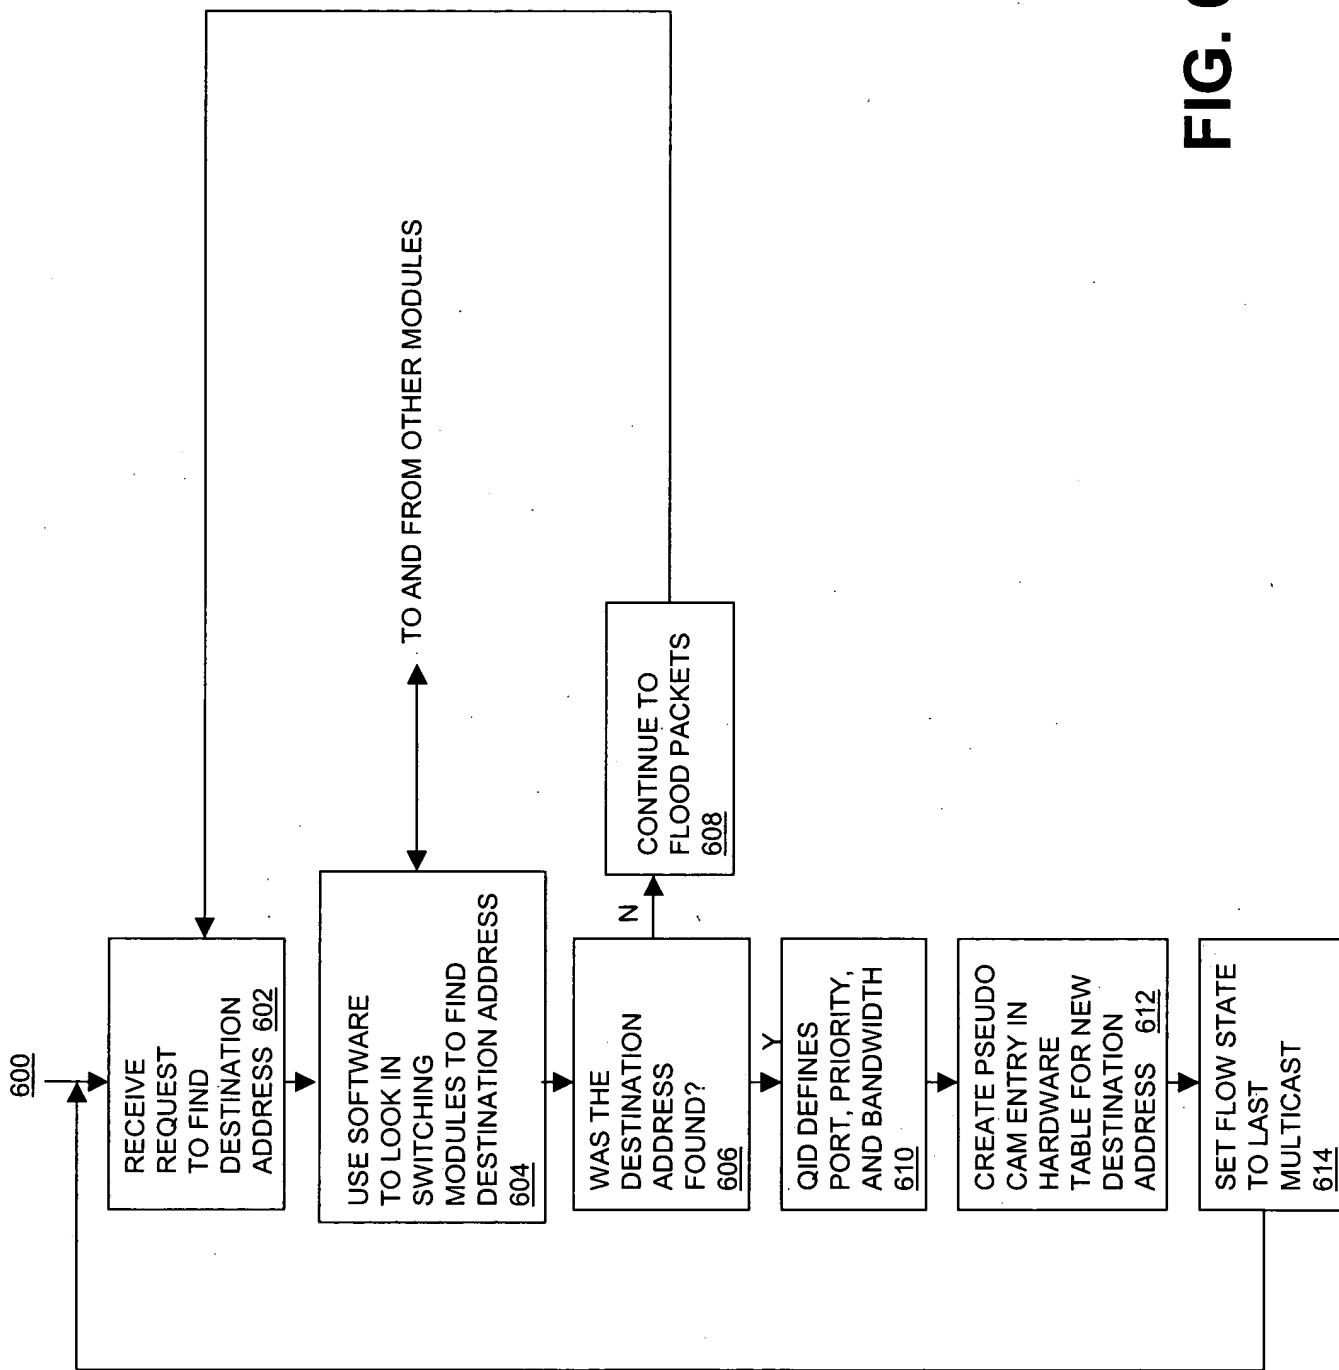 600
RECEIVE
REQUEST
TO FIND
DESTINATION
ADDRESS 602
USE SOFTWARE
TO LOOK IN
SWITCHING
MODULES TO FIND
DESTINATION ADDRESS
604
TO AND FROM OTHER MODULES
WAS THE
DESTINATION
ADDRESS
FOUND?
606
N
CONTINUE TO
FLOOD PACKETS
608
Y
QID DEFINES
PORT, PRIORITY,
AND BANDWIDTH
610
CREATE PSEUDO
CAM ENTRY IN
HARDWARE
TABLE FOR NEW
DESTINATION
ADDRESS 612
SET FLOW STATE
TO LAST
MULTICAST
614
FIG.